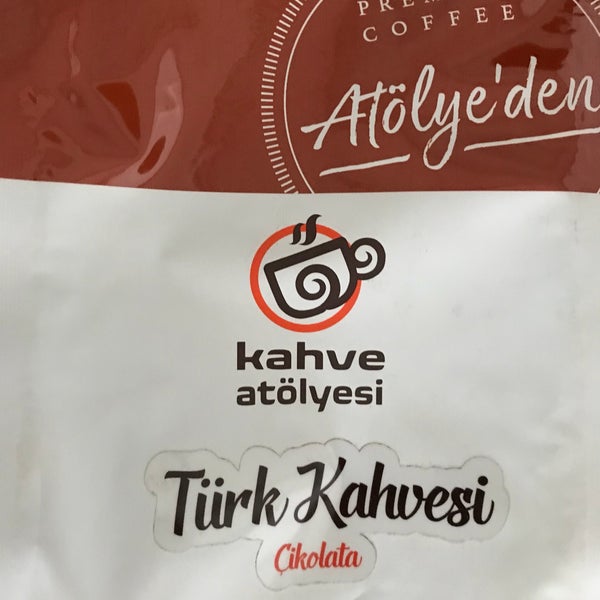 COFFEE
Atölye'den
kahve
atölyesi
Türk Kahvesi
Çikolata